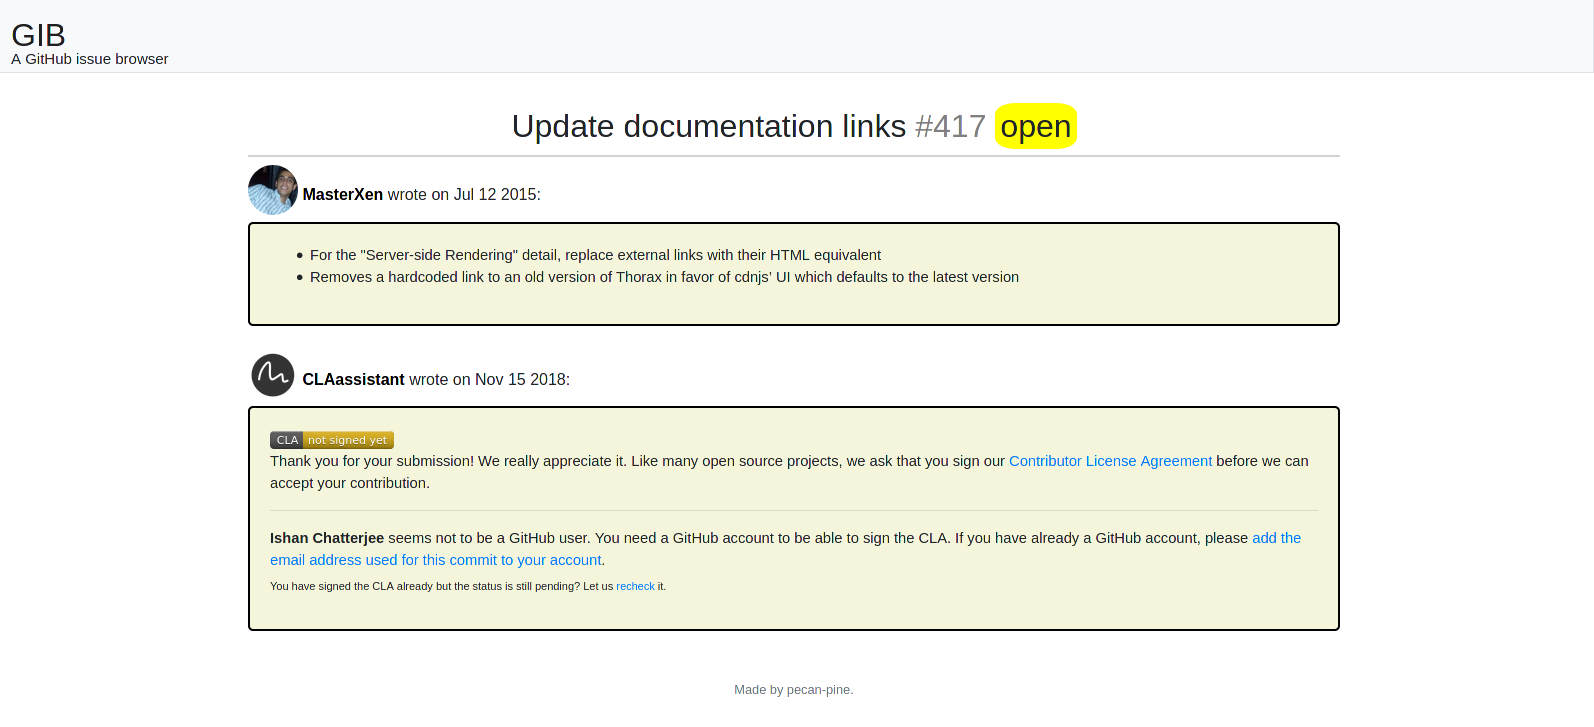 GIB
A GitHub issue browser
Update documentation links #417 open
MasterXen wrote on Jul 12 2015:
For the "Server-side Rendering" detail, replace external links with their HTML equivalent
Removes a hardcoded link to an old version of Thorax in favor of cdnjs' UI which defaults to the latest version
CLAassistant wrote on Nov 15 2018:
CLA not signed yet
Thank you for your submission! We really appreciate it. Like many open source projects, we ask that you sign our Contributor License Agreement before we can
accept your contribution.
Ishan Chatterjee seems not to be a GitHub user. You need a GitHub account to be able to sign the CLA. If you have already a GitHub account, please add the
email address used for this commit to your account.
You have signed the CLA already but the status is still pending? Let us recheck it.
Made by pecan-pine.